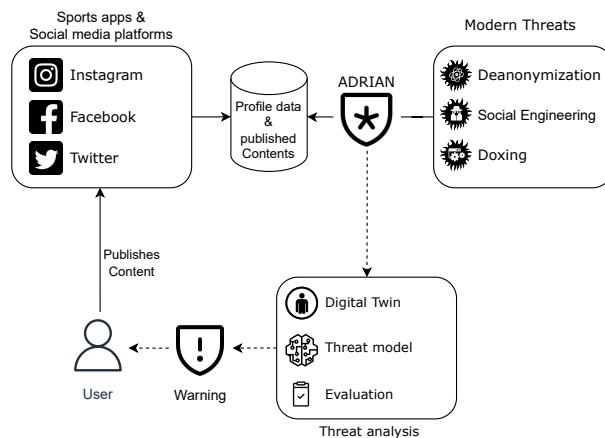 Sports apps &
Social media platforms
Instagram
Facebook
Twitter
Profile data
&
published
Contents
ADRIAN
Modern Threats
Deanonymization
Social Engineering
Doxing
Publishes
Content
User
Warning
Digital Twin
Threat model
Evaluation
Threat analysis